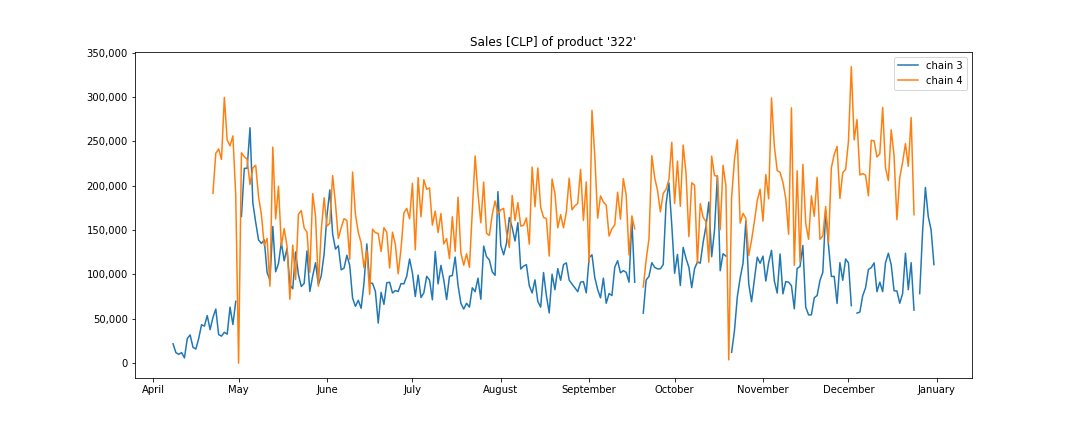 Sales [CLP] of product '322'
350,000
300,000
250,000
200,000
150,000
100,000
50,000
0
chain 3
chain 4
April May June July August September October November December January